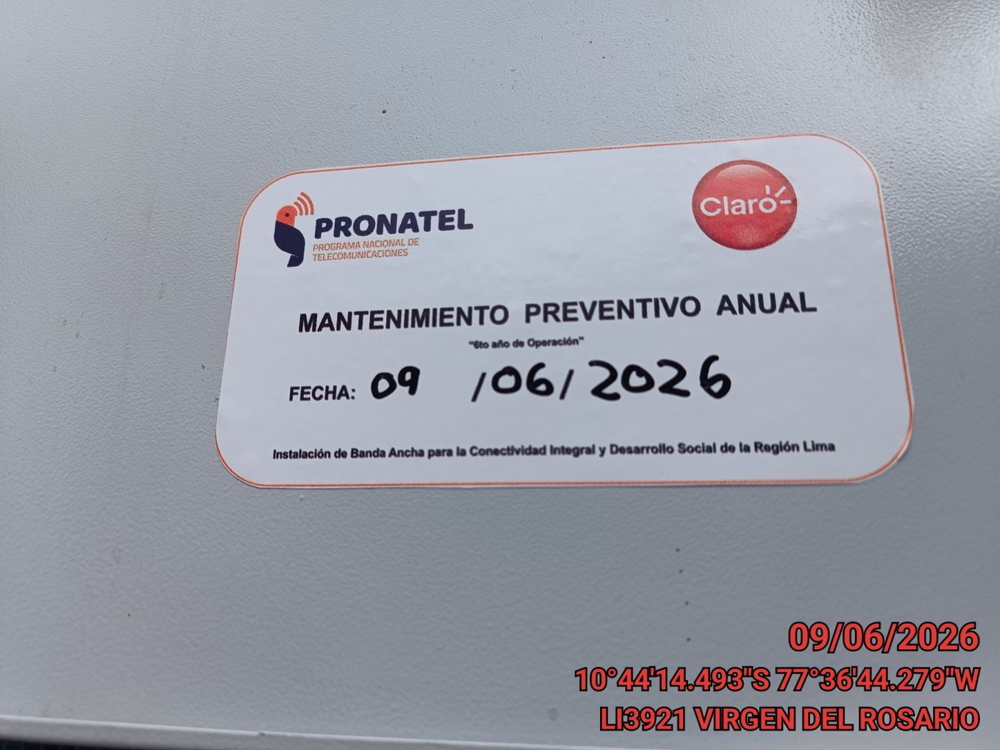 PRONATEL
PROGRAMA NACIONAL DE
TELECOMUNICACIONES
Claro
MANTENIMIENTO PREVENTIVO ANUAL
"6to año de Operación"
FECHA: 09 /06/2026
Instalación de Banda Ancha para la Conectividad Integral y Desarrollo Social de la Región Lima
09/06/2026
10°44'14.493"S 77°36'44.279"W
LI3921 VIRGEN DEL ROSARIO